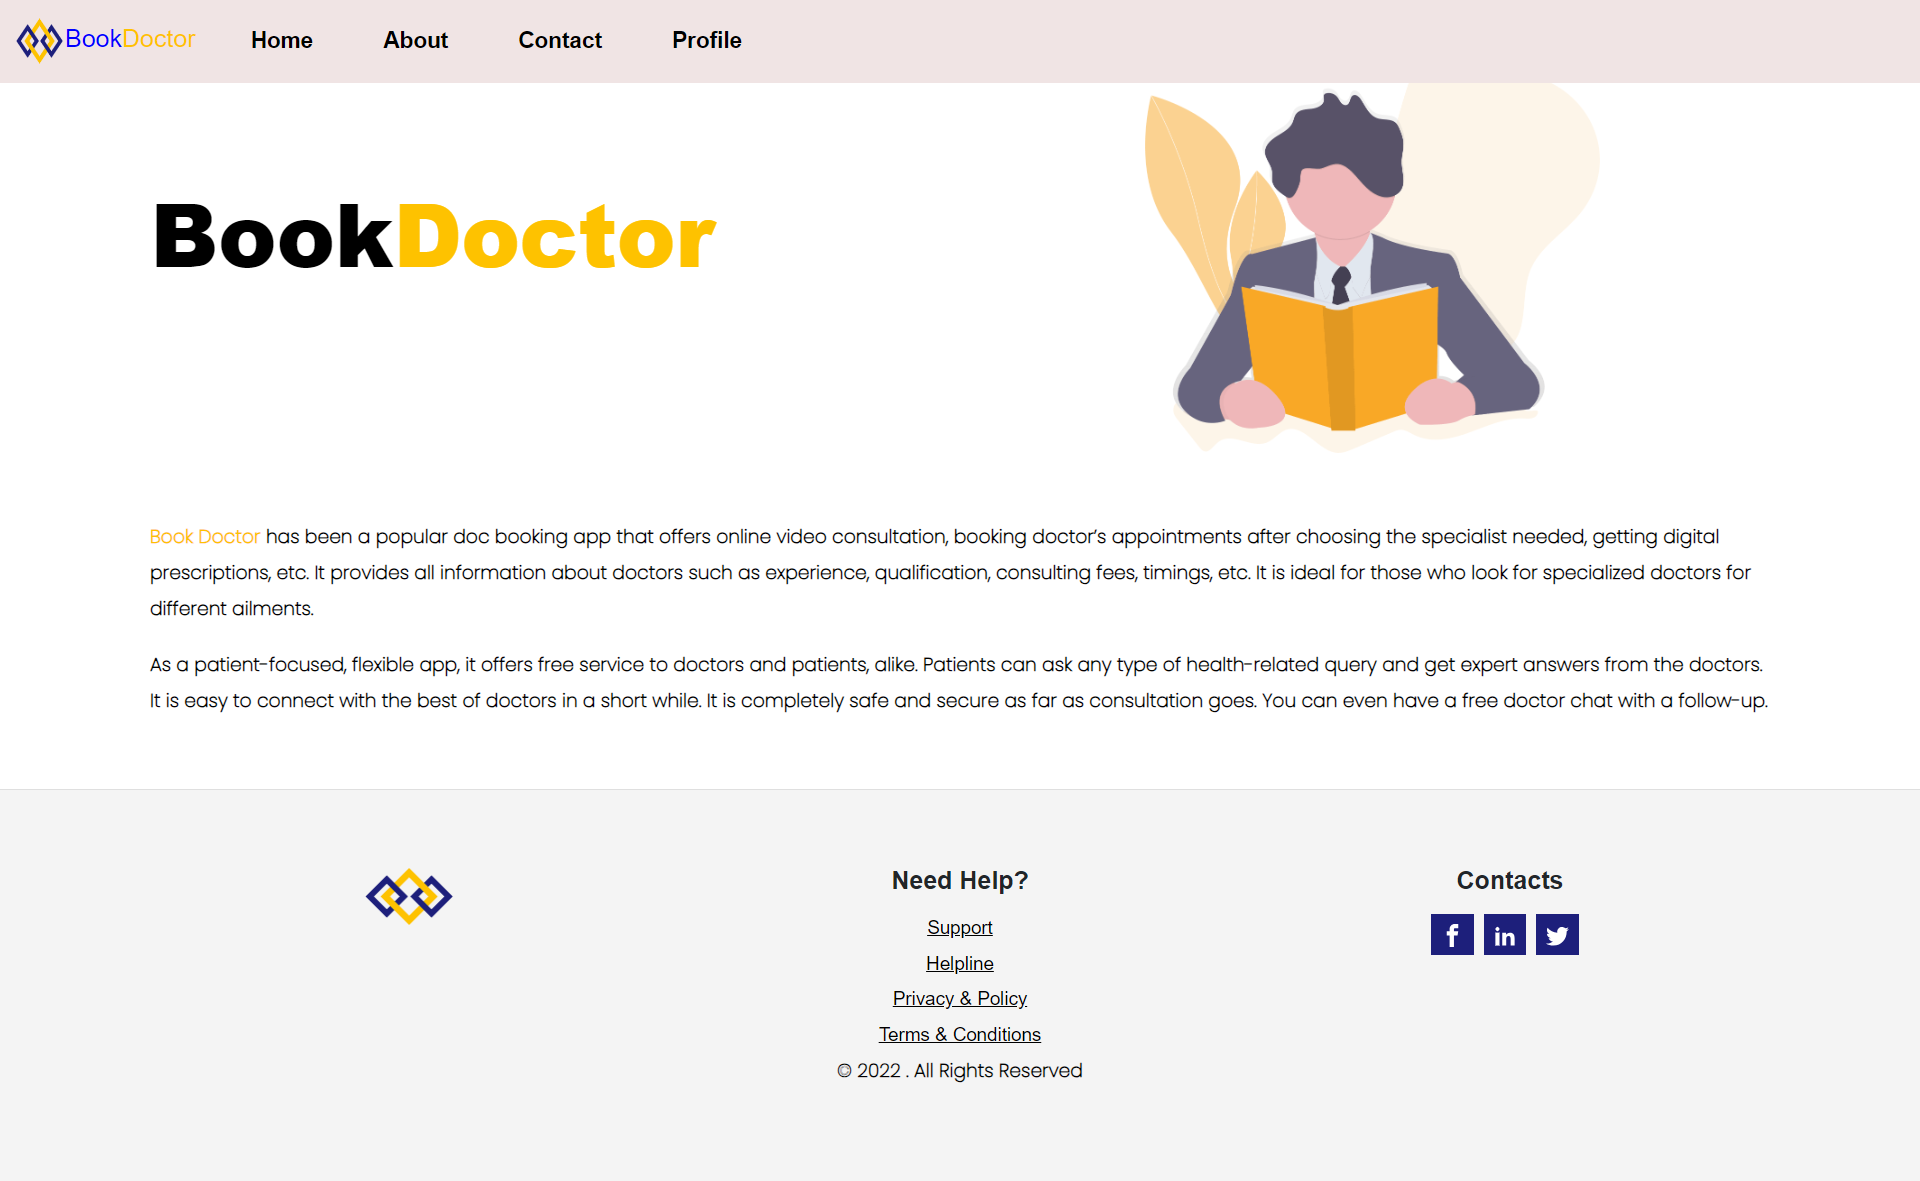 BookDoctor Home About Contact Profile
BookDoctor
Book Doctor has been a popular doc booking app that offers online video consultation, booking doctor’s appointments after choosing the specialist needed, getting digital
prescriptions, etc. It provides all information about doctors such as experience, qualification, consulting fees, timings, etc. It is ideal for those who look for specialized doctors for
different ailments.
As a patient-focused, flexible app, it offers free service to doctors and patients, alike. Patients can ask any type of health-related query and get expert answers from the doctors.
It is easy to connect with the best of doctors in a short while. It is completely safe and secure as far as consultation goes. You can even have a free doctor chat with a follow-up.
Need Help?
Support
Helpline
Privacy & Policy
Terms & Conditions
© 2022 . All Rights Reserved
Contacts
f in